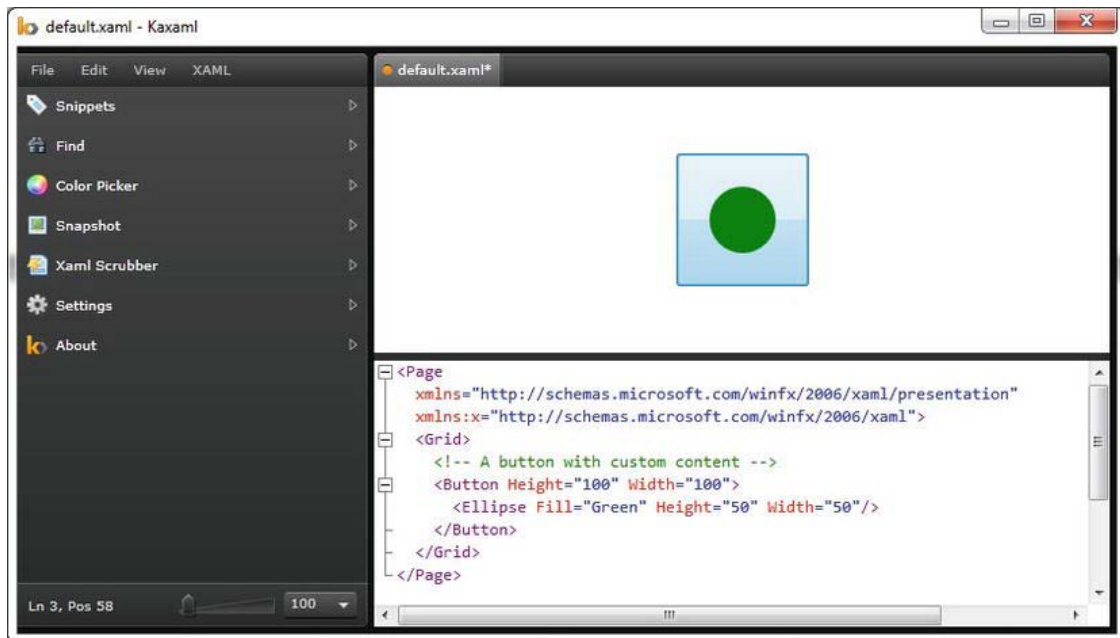 default.xaml - Kaxaml
File Edit View XAML
default.xaml*
Snippets
Find
Color Picker
Snapshot
Xaml Scrubber
Settings
About
<Page
xmlns="http://schemas.microsoft.com/winfx/2006/xaml/presentation"
xmlns:x="http://schemas.microsoft.com/winfx/2006/xaml">
<Grid>
<!-- A button with custom content -->
<Button Height="100" Width="100">
<Ellipse Fill="Green" Height="50" Width="50"/>
</Button>
</Grid>
</Page>
Ln 3, Pos 58
100